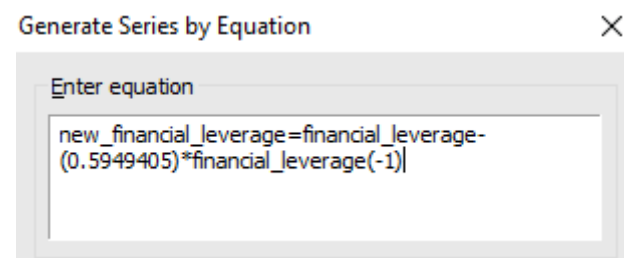 Generate Series by Equation
Enter equation
new_financial_leverage=financial_leverage-
(0.5949405)*financial_leverage(-1)